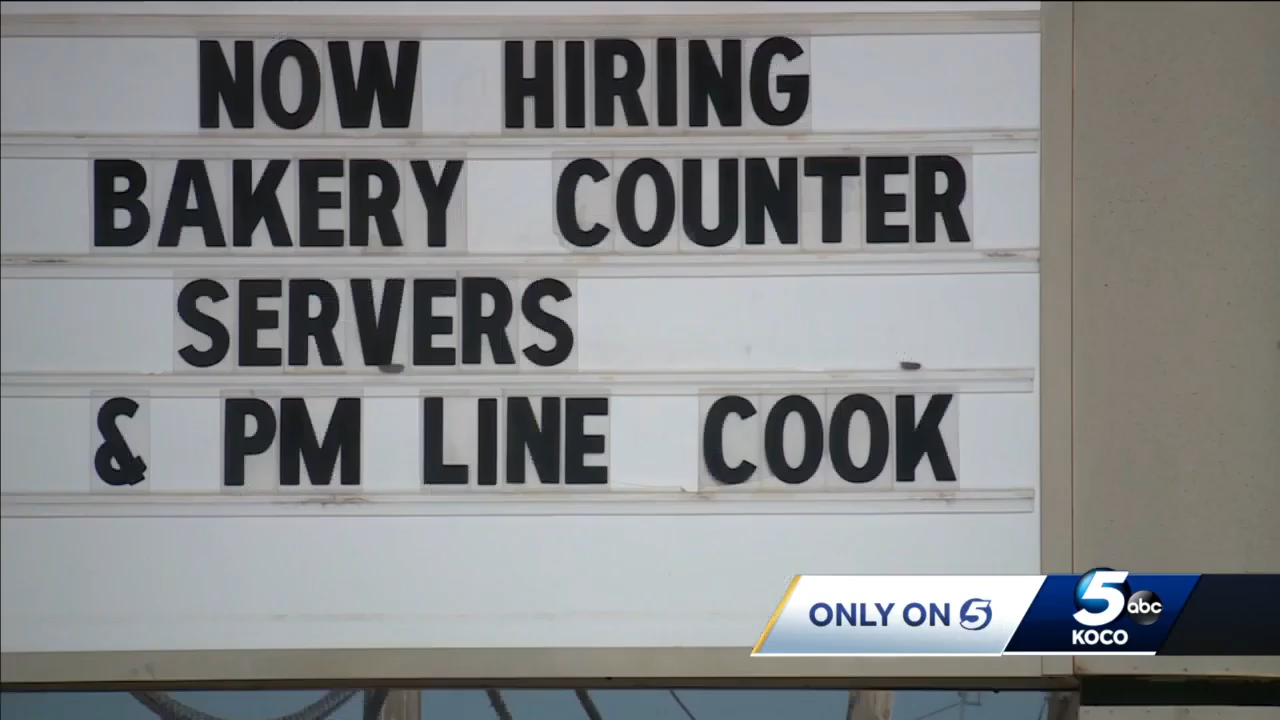 NOW HIRING
BAKERY COUNTER
SERVERS
& PM LINE COOK
ONLY ON 5
5 abc
KOCO